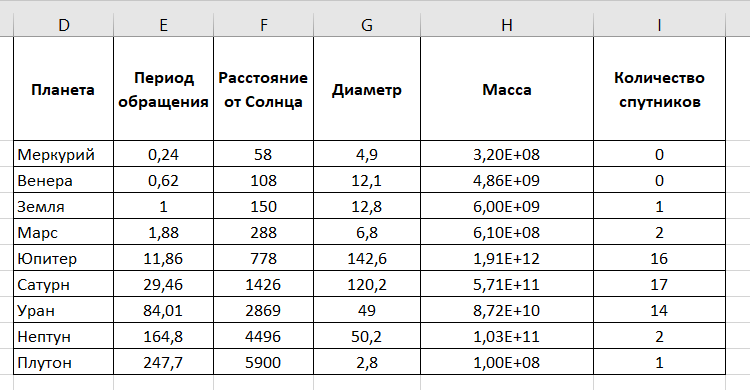 D E F G H I
Планета Период обращения Расстояние от Солнца Диаметр Масса Количество спутников
Меркурий 0,24 58 4,9 3,20E+08 0
Венера 0,62 108 12,1 4,86E+09 0
Земля 1 150 12,8 6,00E+09 1
Марс 1,88 288 6,8 6,10E+08 2
Юпитер 11,86 778 142,6 1,91E+12 16
Сатурн 29,46 1426 120,2 5,71E+11 17
Уран 84,01 2869 49 8,72E+10 14
Нептун 164,8 4496 50,2 1,03E+11 2
Плутон 247,7 5900 2,8 1,00E+08 1